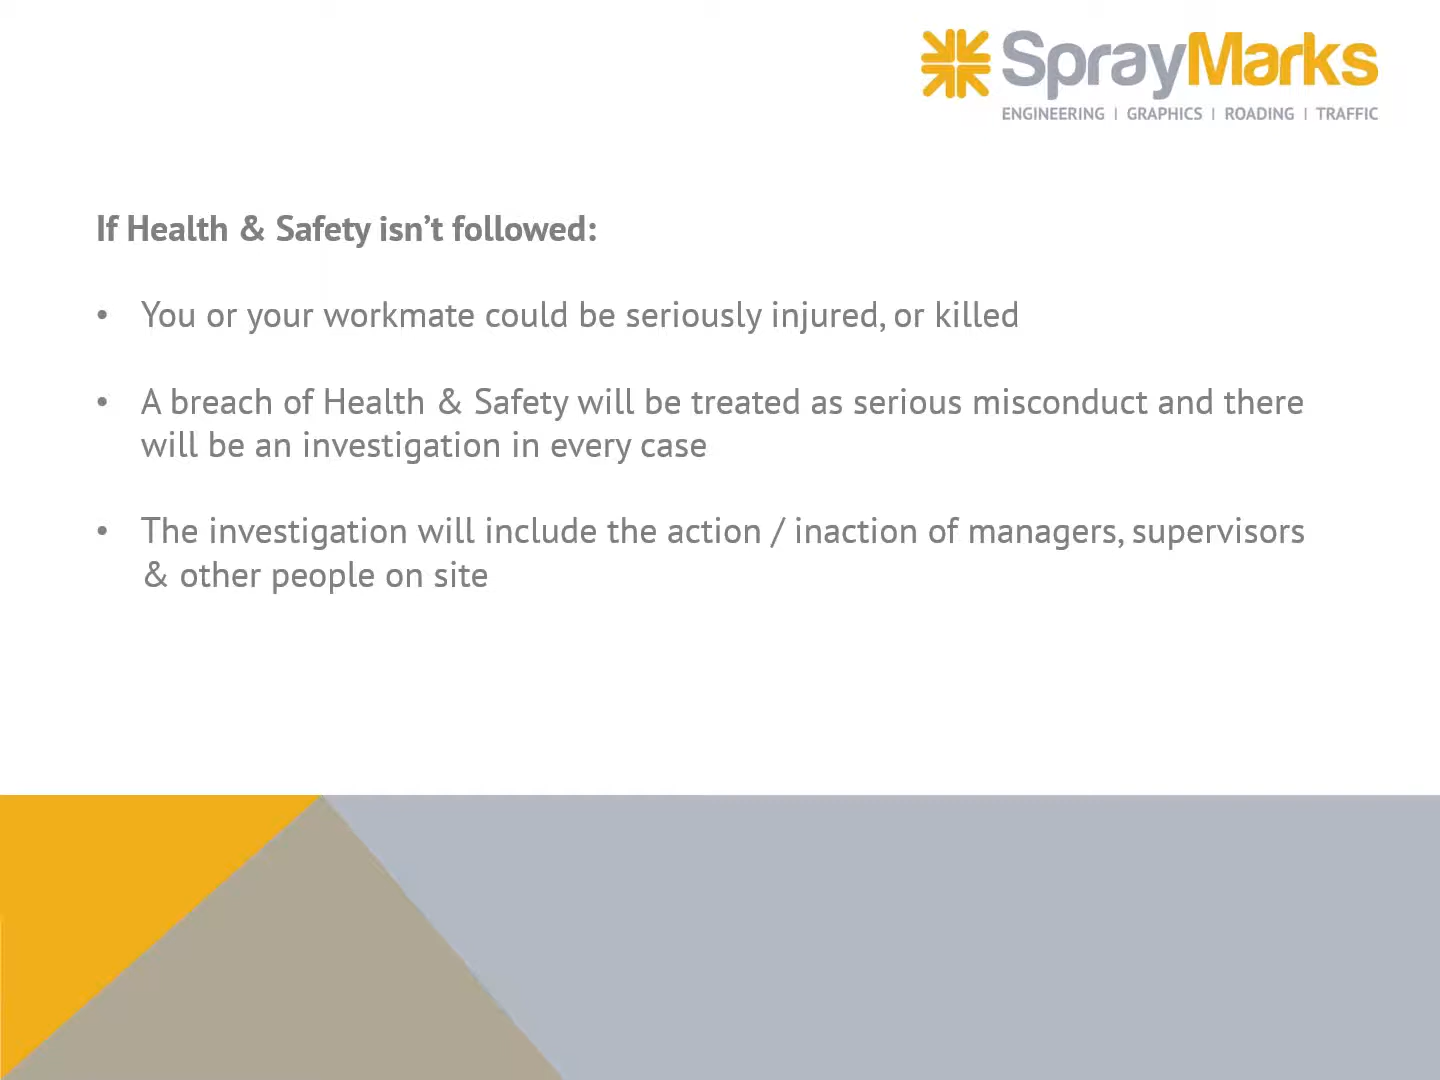 SprayMarks
ENGINEERING | GRAPHICS | ROADING | TRAFFIC
If Health & Safety isn’t followed:
• You or your workmate could be seriously injured, or killed
• A breach of Health & Safety will be treated as serious misconduct and there
will be an investigation in every case
• The investigation will include the action / inaction of managers, supervisors
& other people on site